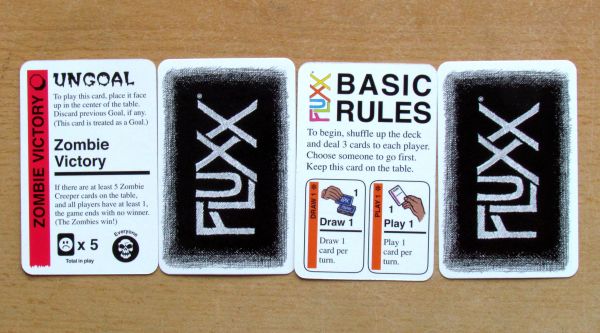 ZOMBIE VICTORY
UNGOAL
To play this card, place it face
up in the center of the table.
Discard previous Goal, if any.
(This card is treated as a Goal.)
Zombie
Victory
If there are at least 5 Zombie
Creeper cards on the table,
and all players have at least 1,
the game ends with no winner.
(The Zombies win!)
x 5
Total in play
Everyone
FLUXX
FLUXX
BASIC
RULES
To begin, shuffle up the deck
and deal 3 cards to each player.
Choose someone to go first.
Keep this card on the table.
DRAW 1
1
Draw 1
Draw 1
card per
turn.
PLAY 1
1
Play 1
Play 1
card per
turn.
FLUXX